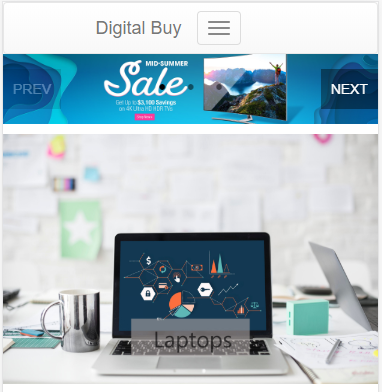 Digital Buy
PREV
MID-SUMMER
Sale
Get Up to $3,100 Savings
on 4K Ultra HD HDR TVs
NEXT
$
Laptops